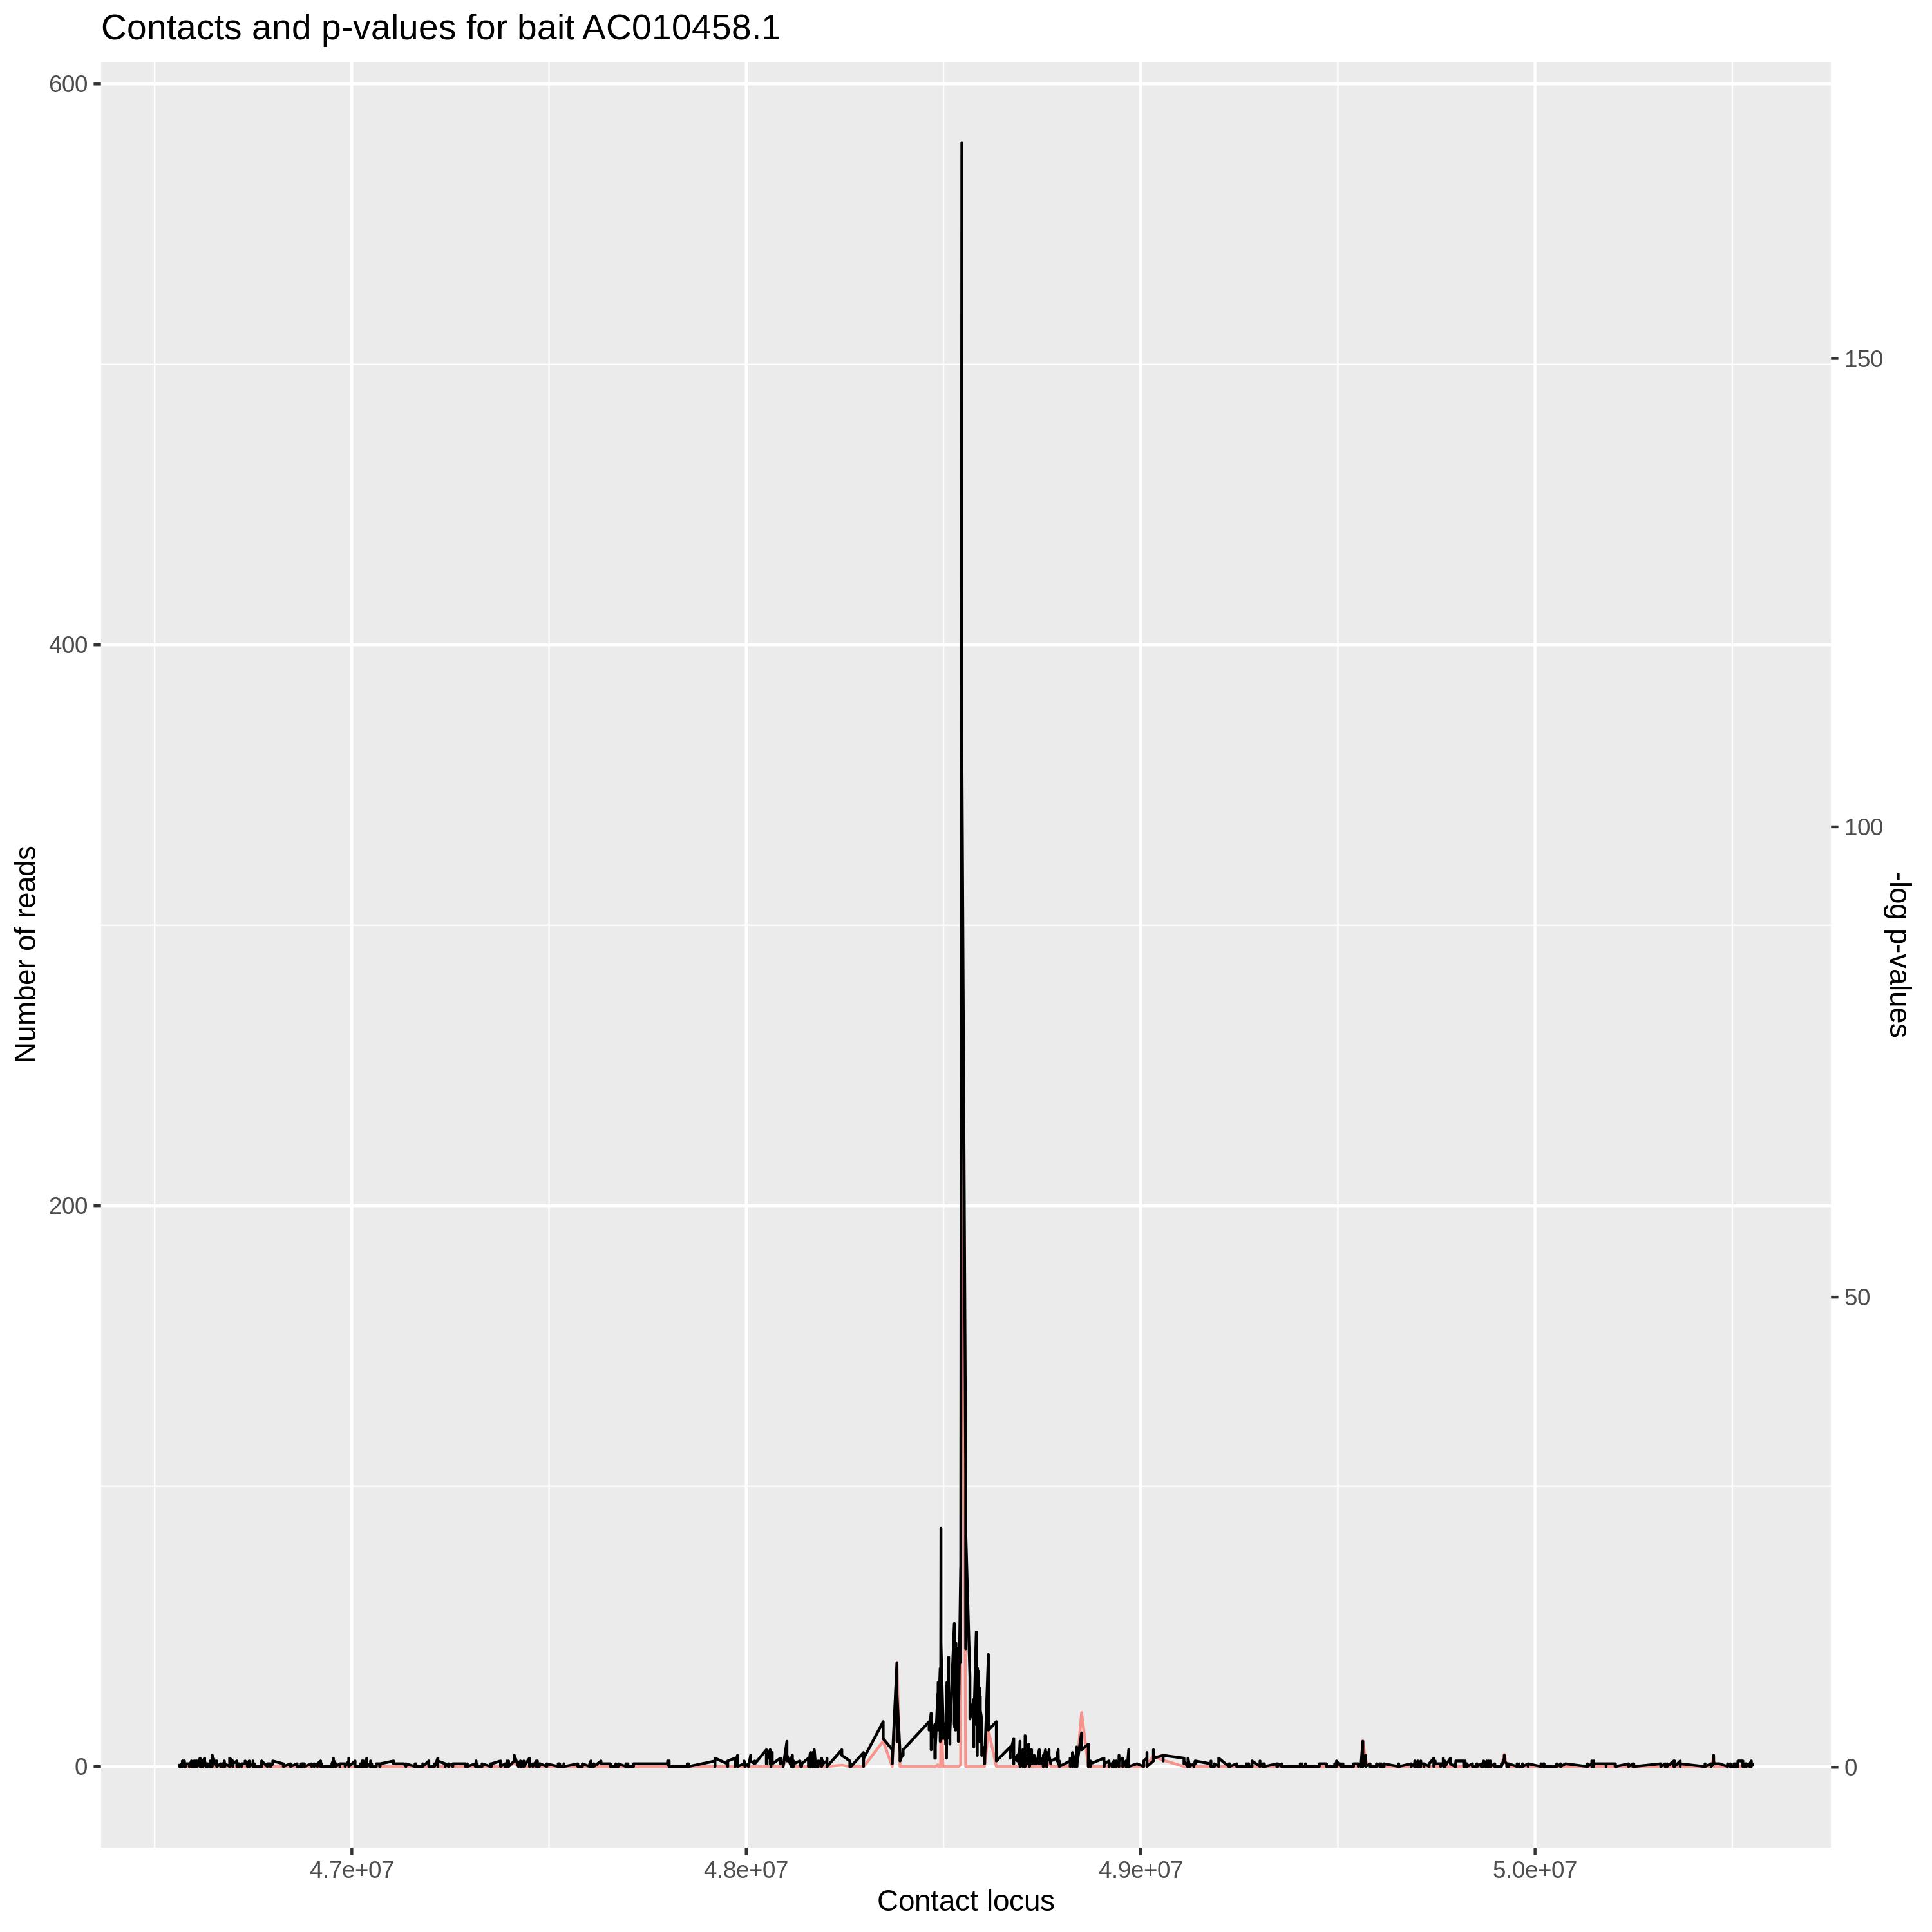 Contacts and p-values for bait AC010458.1
600
400
200
0
Number of reads
150
100
50
0
-log p-values
4.7e+07
4.8e+07
4.9e+07
5.0e+07
Contact locus